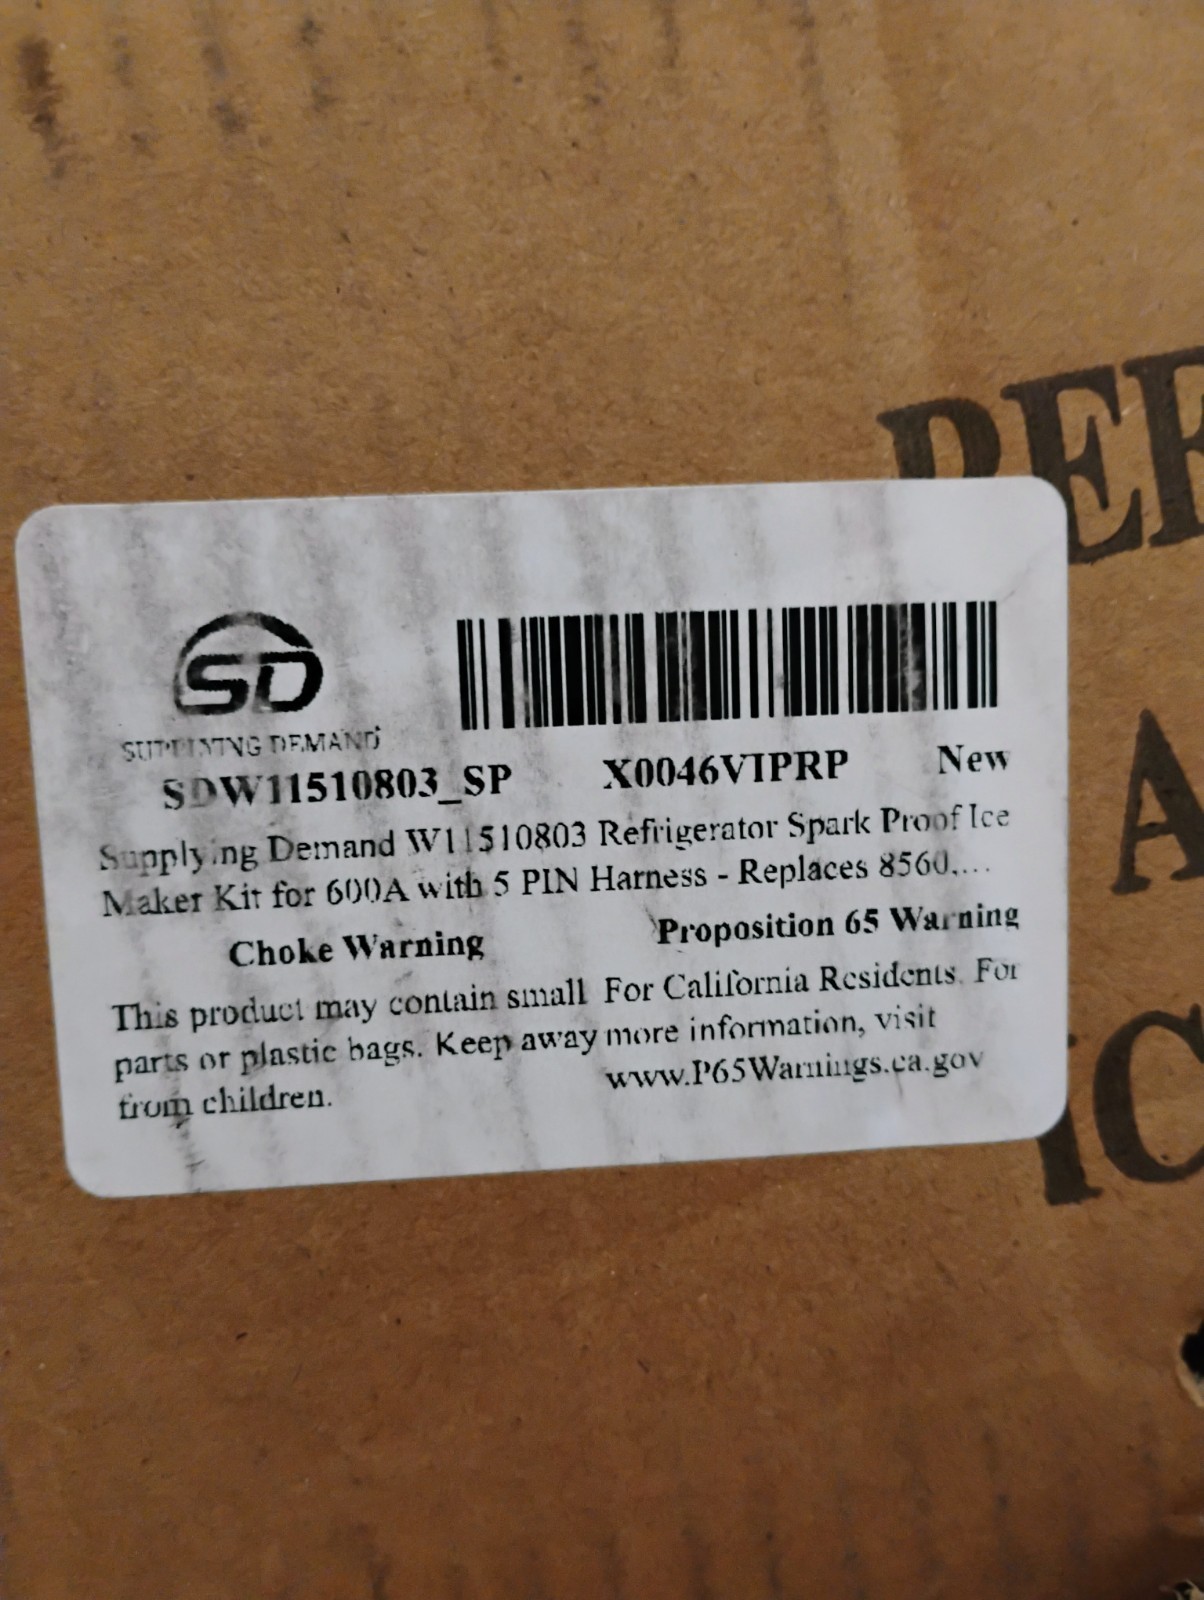 REF
SD
SUPPLYING DEMAND
SDW11510803_SP X0046VIPRP New
Supplying Demand W11510803 Refrigerator Spark Proof Ice
Maker Kit for 600A with 5 PIN Harness - Replaces 8560,...
Choke Warning
This product may contain small
parts or plastic bags. Keep away
from children.
Proposition 65 Warning
For California Residents. For
more information, visit
www.P65Warnings.ca.gov
A
IC